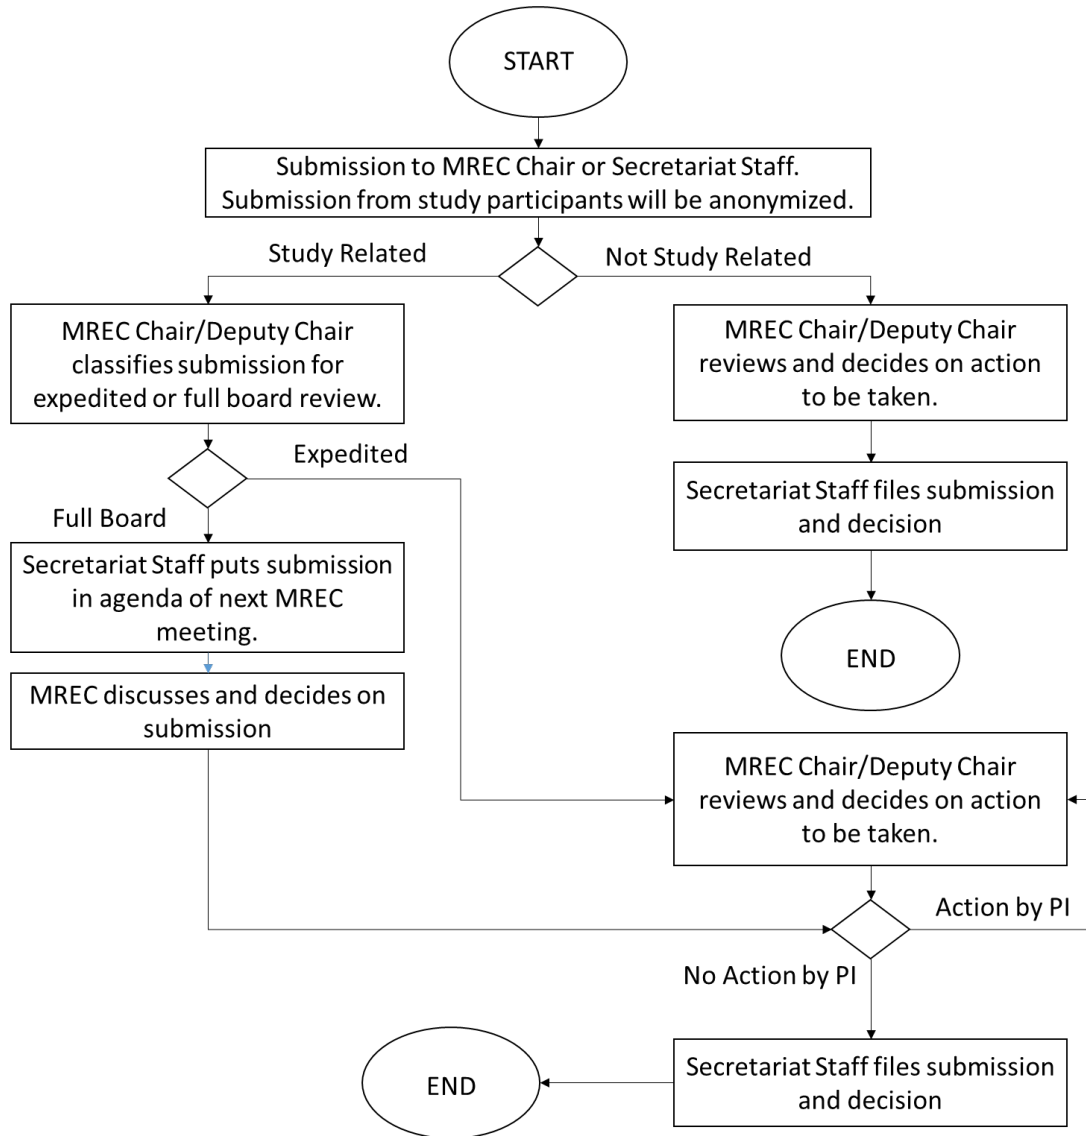 START
Submission to MREC Chair or Secretariat Staff.
Submission from study participants will be anonymized.
Study Related
Not Study Related
MREC Chair/Deputy Chair
classifies submission for
expedited or full board review.
MREC Chair/Deputy Chair
reviews and decides on action
to be taken.
Expedited
Full Board
Secretariat Staff files submission
and decision
Secretariat Staff puts submission
in agenda of next MREC
meeting.
END
MREC discusses and decides on
submission
MREC Chair/Deputy Chair
reviews and decides on action
to be taken.
Action by PI
No Action by PI
Secretariat Staff files submission
and decision
END